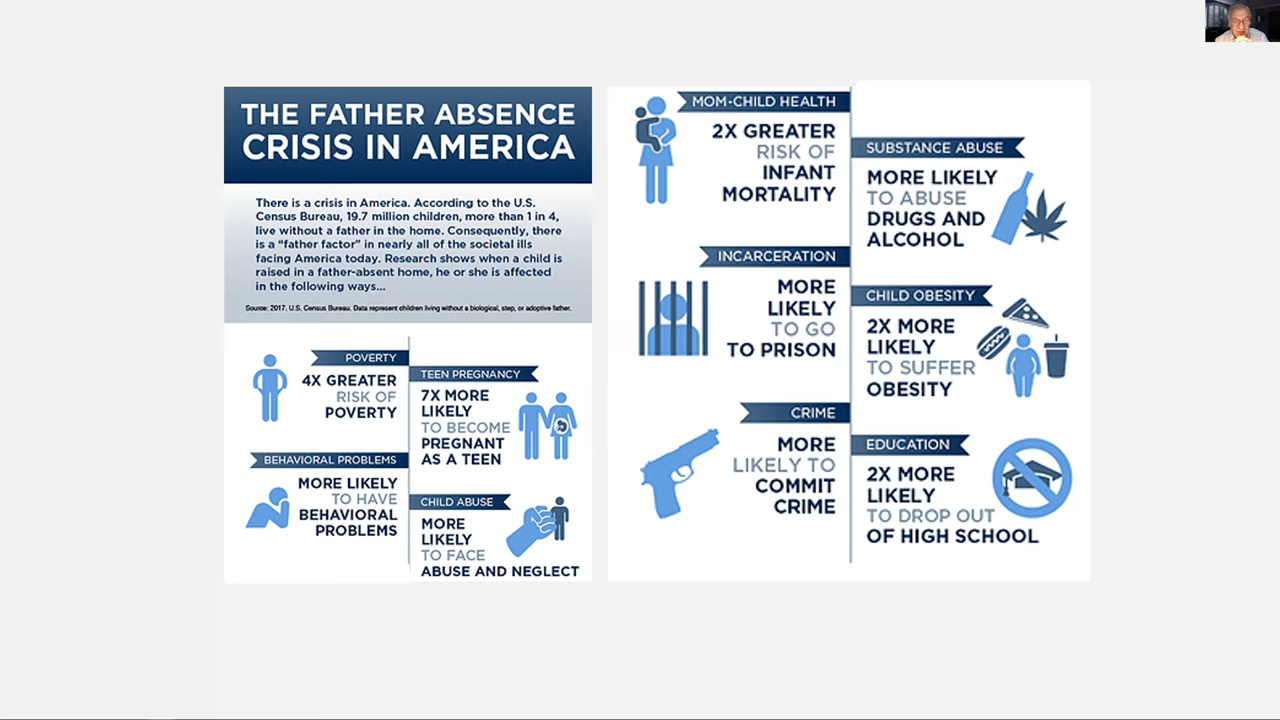 THE FATHER ABSENCE
CRISIS IN AMERICA
There is a crisis in America. According to the U.S.
Census Bureau, 19.7 million children, more than 1 in 4,
live without a father in the home. Consequently, there
is a “father factor” in nearly all of the societal ills
facing America today. Research shows when a child is
raised in a father-absent home, he or she is affected
in the following ways...
Source: 2017. U.S. Census Bureau. Data represent children living without a biological, step, or adoptive father.
POVERTY
4X GREATER
RISK OF
POVERTY
TEEN PREGNANCY
7X MORE
LIKELY
TO BECOME
PREGNANT
AS A TEEN
BEHAVIORAL PROBLEMS
MORE LIKELY
TO HAVE
BEHAVIORAL
PROBLEMS
CHILD ABUSE
MORE
LIKELY
TO FACE
ABUSE AND NEGLECT
MOM-CHILD HEALTH
2X GREATER
RISK OF
INFANT
MORTALITY
SUBSTANCE ABUSE
MORE LIKELY
TO ABUSE
DRUGS AND
ALCOHOL
INCARCERATION
MORE
LIKELY
TO GO
TO PRISON
CHILD OBESITY
2X MORE
LIKELY
TO SUFFER
OBESITY
CRIME
MORE
LIKELY TO
COMMIT
CRIME
EDUCATION
2X MORE
LIKELY
TO DROP OUT
OF HIGH SCHOOL